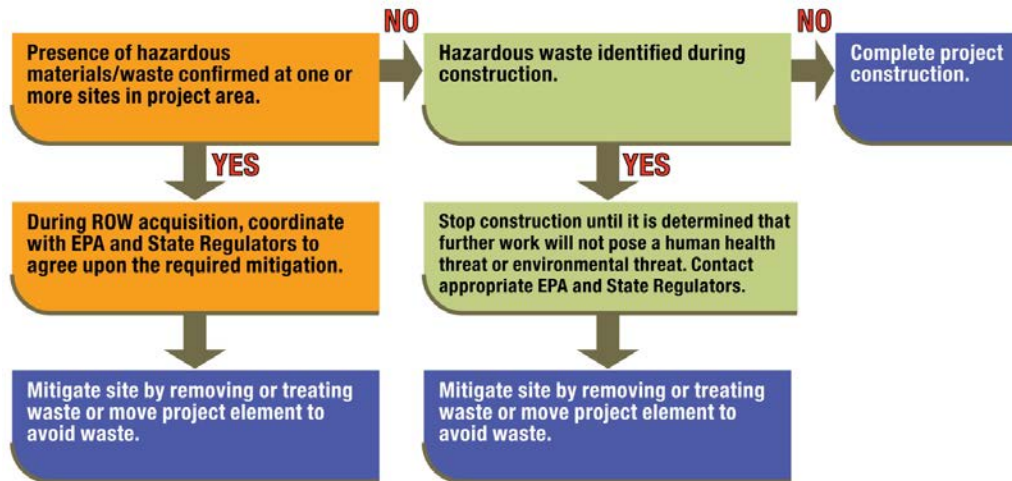 NO
NO
Presence of hazardous
materials/waste confirmed at one or
more sites in project area.
Hazardous waste identified during
construction.
Complete project
construction.
YES
YES
During ROW acquisition, coordinate
with EPA and State Regulators to
agree upon the required mitigation.
Stop construction until it is determined that
further work will not pose a human health
threat or environmental threat. Contact
appropriate EPA and State Regulators.
Mitigate site by removing or treating
waste or move project element to
avoid waste.
Mitigate site by removing or treating
waste or move project element to
avoid waste.